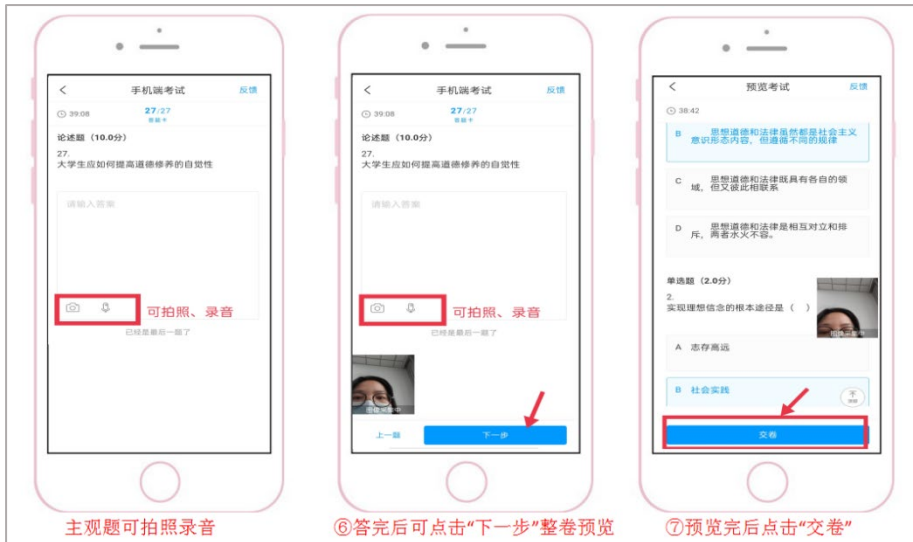 手机端考试
反馈
39:08
27/27
答题卡
论述题（10.0分）
27.
大学生应如何提高道德修养的自觉性
请输入答案
可拍照、录音
已经是最后一题了
主观题可拍照录音
手机端考试
反馈
39:08
27/27
论述题（10.0分）
27.
大学生应如何提高道德修养的自觉性
请输入答案
可拍照、录音
已经是最后一题了
上一题
下一步
⑥答完后可点击“下一步”整卷预览
预览考试
反馈
38:42
B 思想道德和法律虽然都是社会主义
意识形态内容，但遵循不同的规律
C 思想道德和法律既具有各自的领
域，但又彼此相联系
D 思想道德和法律是相互对立和排
斥，两者水火不容。
单选题（2.0分）
2.
实现理想信念的根本途径是（ ）
A 志存高远
B 社会实践
交卷
⑦预览完后点击“交卷”